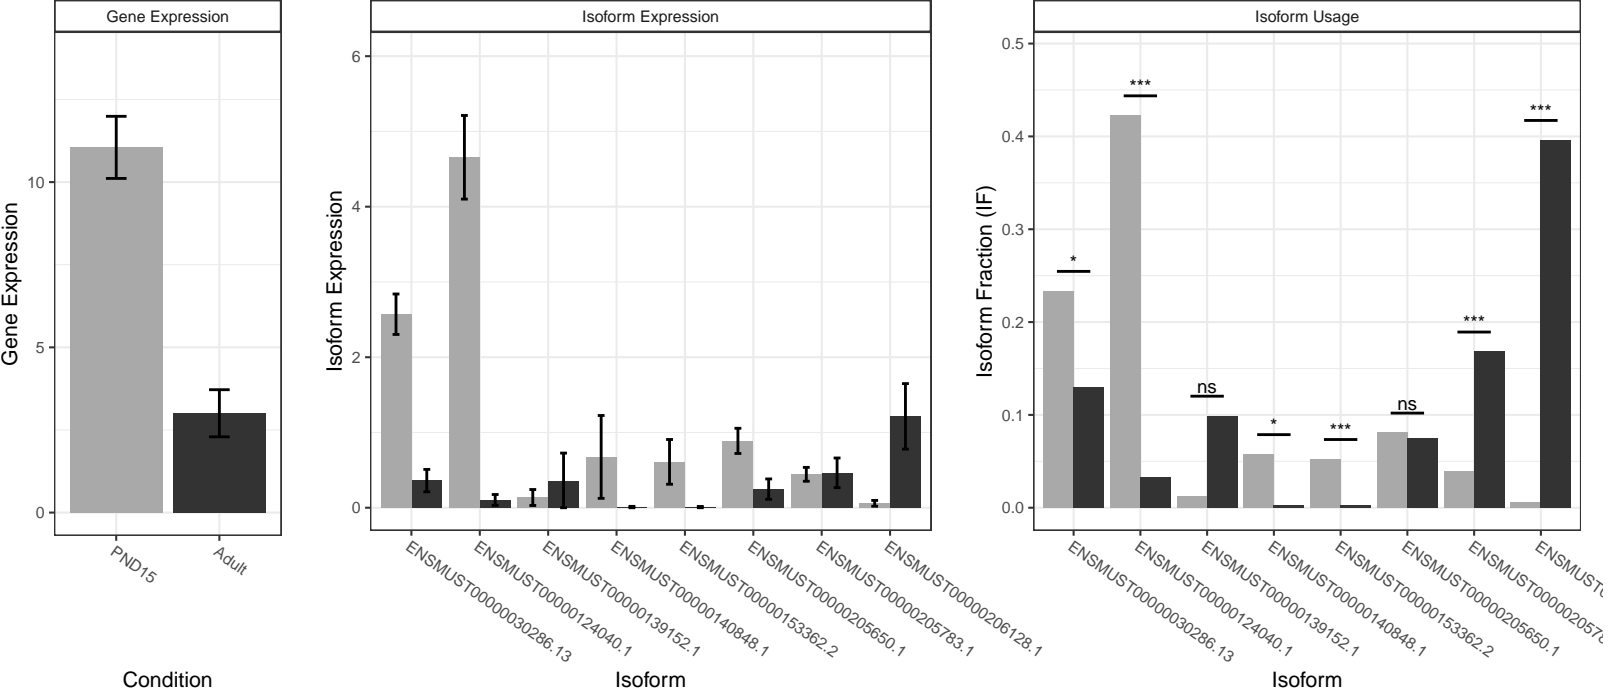 Gene Expression
Isoform Expression
Isoform Usage
Gene Expression
10
5
0
PND15
Adult
Condition
Isoform Expression
6
4
2
0
ENSMUST00000030286.13
ENSMUST00000124040.1
ENSMUST00000139152.1
ENSMUST00000140848.1
ENSMUST00000153362.2
ENSMUST00000205650.1
ENSMUST00000205783.1
ENSMUST00000206128.1
Isoform
Isoform Fraction (IF)
0.5
0.4
0.3
0.2
0.1
0.0
*
***
ns
*
***
ns
***
***
ENSMUST00000030286.13
ENSMUST00000124040.1
ENSMUST00000139152.1
ENSMUST00000140848.1
ENSMUST00000153362.2
ENSMUST00000205650.1
ENSMUST0000020578
ENSMUST0
Isoform